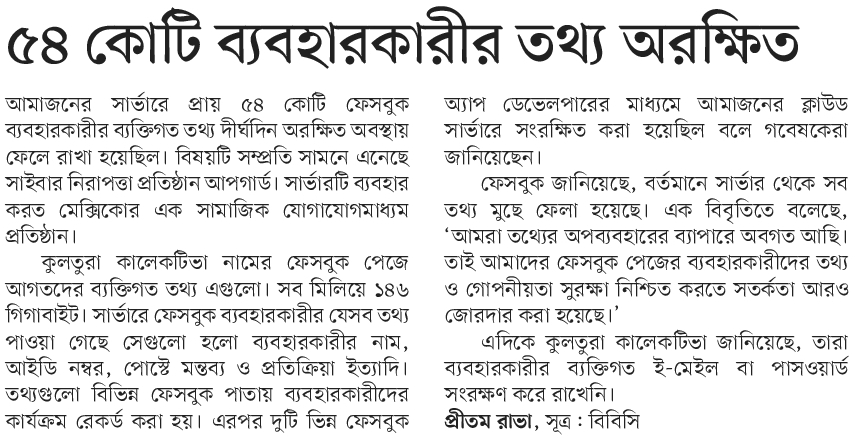 ৫৪ কোটি ব্যবহারকারীর তথ্য অরক্ষিত
আমাজনের সার্ভারে প্রায় ৫৪ কোটি ফেসবুক
ব্যবহারকারীর ব্যক্তিগত তথ্য দীর্ঘদিন অরক্ষিত অবস্থায়
ফেলে রাখা হয়েছিল। বিষয়টি সম্প্রতি সামনে এনেছে
সাইবার নিরাপত্তা প্রতিষ্ঠান আপগার্ড। সার্ভারটি ব্যবহার
করত মেক্সিকোর এক সামাজিক যোগাযোগমাধ্যম
প্রতিষ্ঠান।
কুলতুরা কালেকটিভা নামের ফেসবুক পেজে
আগতদের ব্যক্তিগত তথ্য এগুলো। সব মিলিয়ে ১৪৬
গিগাবাইট। সার্ভারে ফেসবুক ব্যবহারকারীর যেসব তথ্য
পাওয়া গেছে সেগুলো হলো ব্যবহারকারীর নাম,
আইডি নম্বর, পোস্টে মন্তব্য ও প্রতিক্রিয়া ইত্যাদি।
তথ্যগুলো বিভিন্ন ফেসবুক পাতায় ব্যবহারকারীদের
কার্যক্রম রেকর্ড করা হয়। এরপর দুটি ভিন্ন ফেসবুক
অ্যাপ ডেভেলপারের মাধ্যমে আমাজনের ক্লাউড
সার্ভারে সংরক্ষিত করা হয়েছিল বলে গবেষকেরা
জানিয়েছেন।
ফেসবুক জানিয়েছে, বর্তমানে সার্ভার থেকে সব
তথ্য মুছে ফেলা হয়েছে। এক বিবৃতিতে বলেছে,
‘আমরা তথ্যের অপব্যবহারের ব্যাপারে অবগত আছি।
তাই আমাদের ফেসবুক পেজের ব্যবহারকারীদের তথ্য
ও গোপনীয়তা সুরক্ষা নিশ্চিত করতে সতর্কতা আরও
জোরদার করা হয়েছে।’
এদিকে কুলতুরা কালেকটিভা জানিয়েছে, তারা
ব্যবহারকারীর ব্যক্তিগত ই-মেইল বা পাসওয়ার্ড
সংরক্ষণ করে রাখেনি।
প্রীতম রাভা, সূত্র : বিবিসি